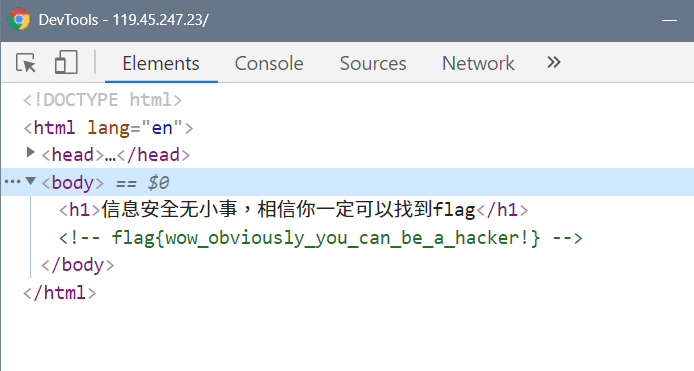 DevTools - 119.45.247.23/
Elements Console Sources Network »
<!DOCTYPE html>
<html lang="en">
<head>…</head>
<body> == $0
<h1>信息安全无小事，相信你一定可以找到flag</h1>
<!-- flag{wow_obviously_you_can_be_a_hacker!} -->
</body>
</html>